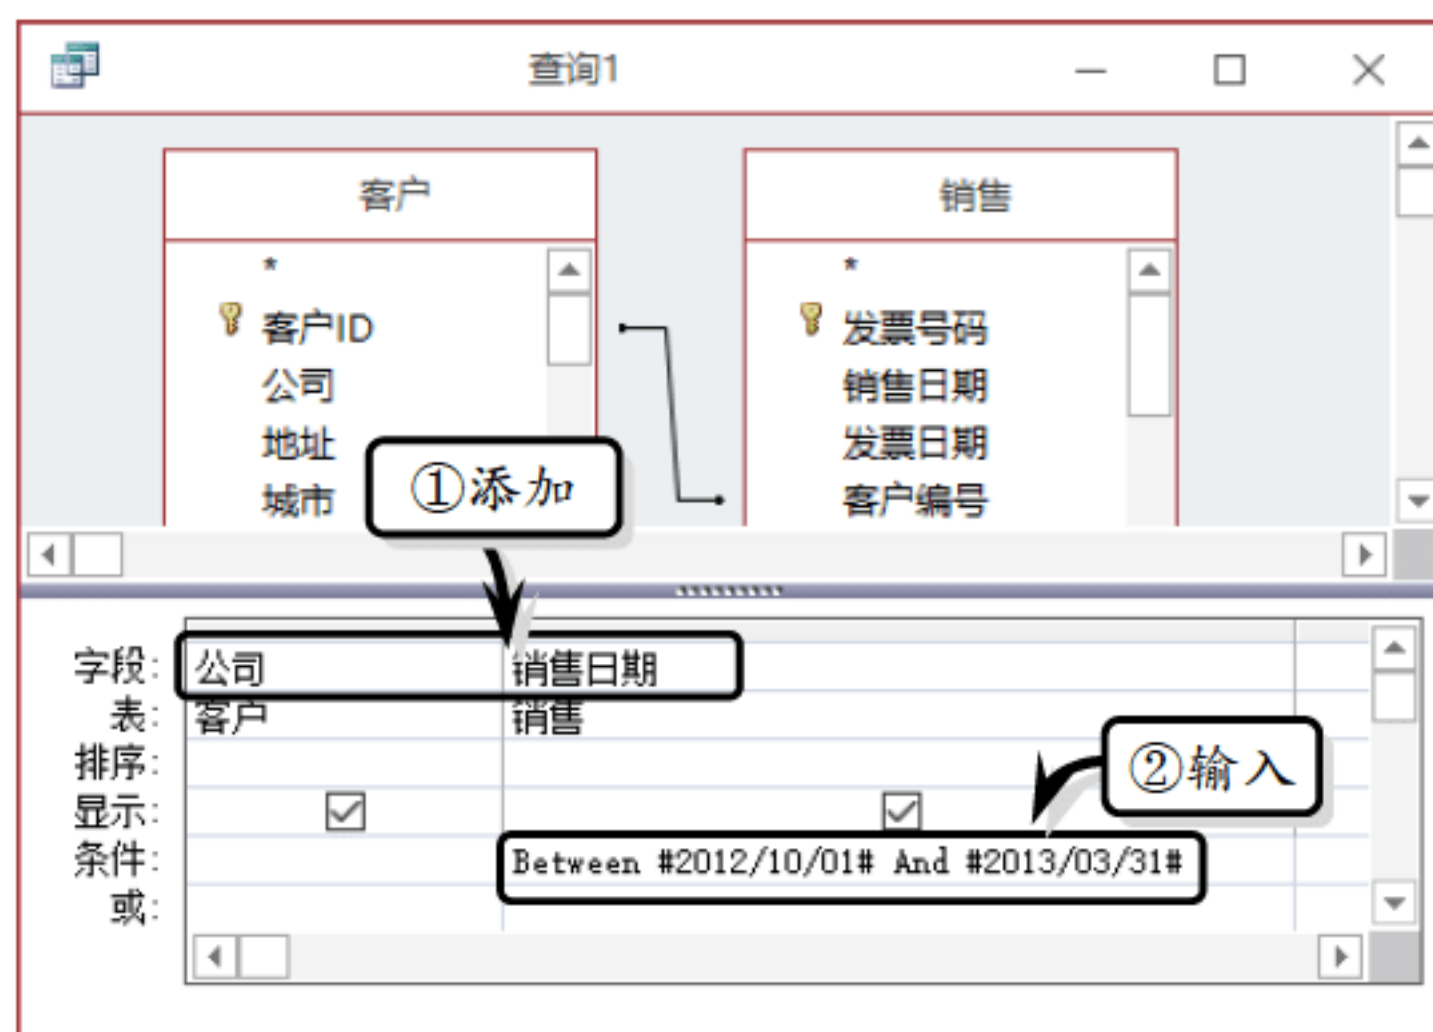 查询1
客户
*
客户ID
公司
地址
城市
销售
*
发票号码
销售日期
发票日期
客户编号
①添加
字段: 公司 销售日期
表: 客户 销售
排序:
②输入
显示:
条件: Between #2012/10/01# And #2013/03/31#
或: